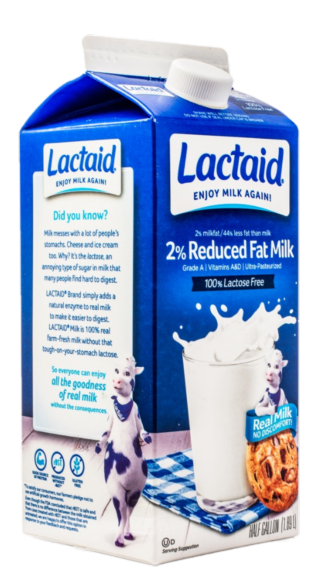 Lactaid®
ENJOY MILK AGAIN!
Did you know?
Milk messes with a lot of people's
stomachs. Cheese and ice cream
too. Why? It's the lactose, an
annoying type of sugar in milk that
many people find hard to digest.
LACTAID® Brand simply adds a
natural enzyme to real milk
to make it easier to digest.
LACTAID® Milk is 100% real
farm-fresh milk without that
tough-on-your-stomach lactose.
So everyone can enjoy
all the goodness
of real milk
without the consequences.
Lactaid®
ENJOY MILK AGAIN!
2% milkfat/44% less fat than milk
2% Reduced Fat Milk
Grade A | Vitamins A&D | Ultra-Pasteurized
100% Lactose Free
Real Milk
NO DISCOMFORT!
U D
Serving Suggestion
HALF GALLON (1.89 L)